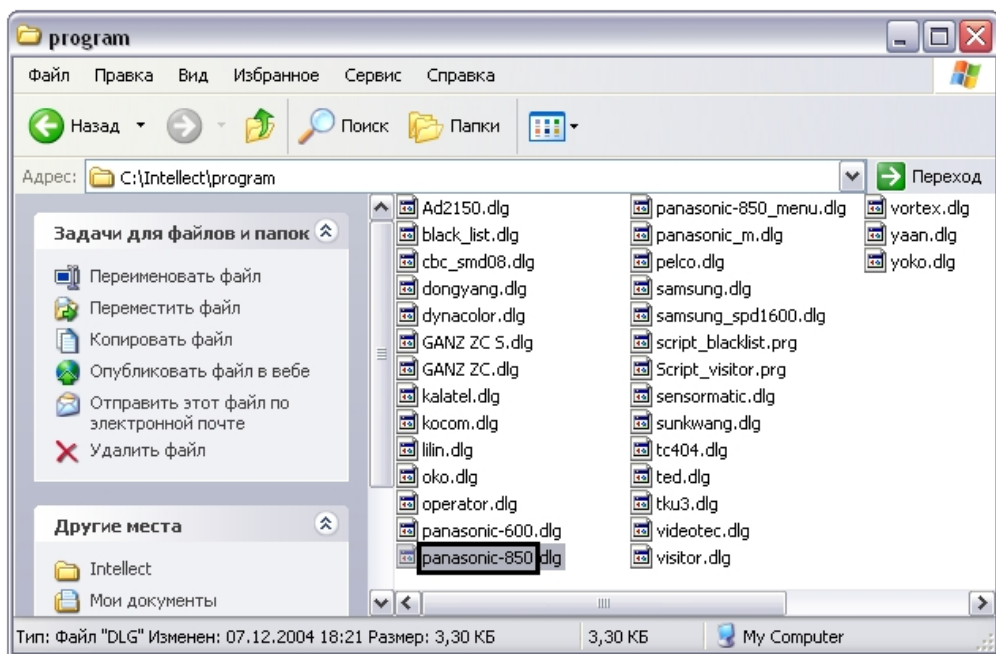 program
Файл Правка Вид Избранное Сервис Справка
Назад Поиск Папки
Адрес: C:\Intellect\program Переход
Задачи для файлов и папок
Переименовать файл
Переместить файл
Копировать файл
Опубликовать файл в вебе
Отправить этот файл по
электронной почте
Удалить файл
Другие места
Intellect
Мои документы
Ad2150.dlg
black_list.dlg
cbc_smd08.dlg
dongyang.dlg
dynacolor.dlg
GANZ ZC S.dlg
GANZ ZC.dlg
kalatel.dlg
kocom.dlg
lilin.dlg
oko.dlg
operator.dlg
panasonic-600.dlg
panasonic-850.dlg
panasonic-850_menu.dlg
panasonic_m.dlg
pelco.dlg
samsung.dlg
samsung_spd1600.dlg
script_blacklist.prg
Script_visitor.prg
sensormatic.dlg
sunkwang.dlg
tc404.dlg
ted.dlg
tku3.dlg
videotec.dlg
visitor.dlg
vortex.dlg
yaan.dlg
yoko.dlg
Тип: Файл "DLG" Изменен: 07.12.2004 18:21 Размер: 3,30 КБ 3,30 КБ My Computer